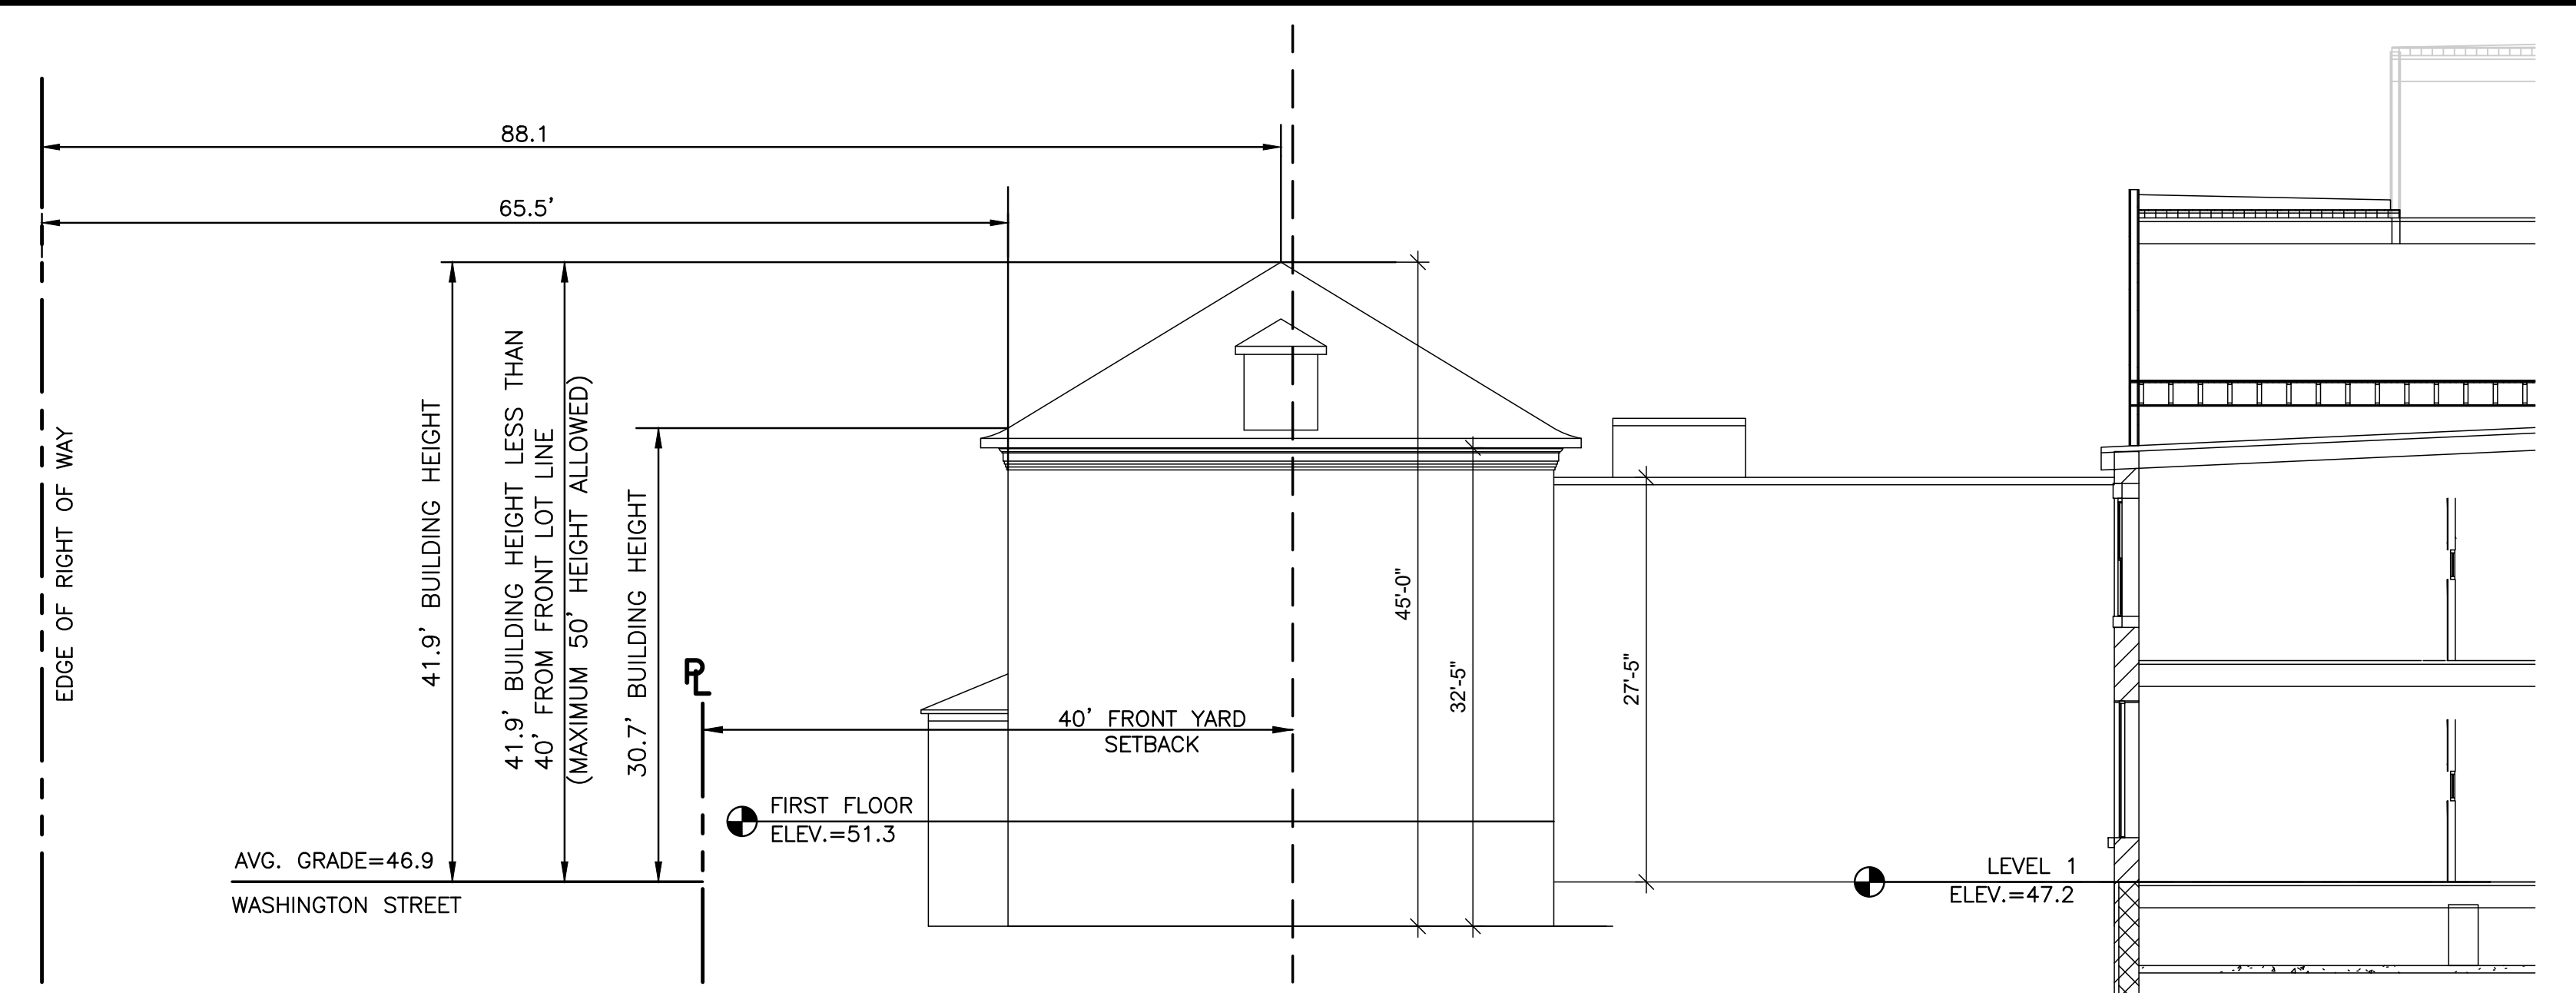 88.1
65.5'
EDGE OF RIGHT OF WAY
41.9' BUILDING HEIGHT
41.9' BUILDING HEIGHT LESS THAN
40' FROM FRONT LOT LINE
(MAXIMUM 50' HEIGHT ALLOWED)
30.7' BUILDING HEIGHT
PL
40' FRONT YARD
SETBACK
45'-0"
32'-5"
27'-5"
FIRST FLOOR
ELEV.=51.3
AVG. GRADE=46.9
WASHINGTON STREET
LEVEL 1
ELEV.=47.2